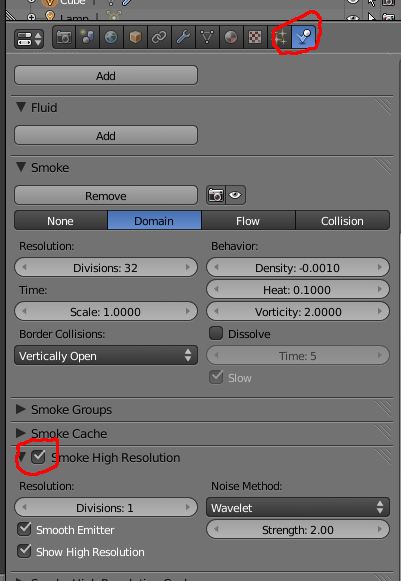 Cube
Lamp
Add
Fluid
Add
Smoke
Remove
None Domain Flow Collision
Resolution: Behavior:
Divisions: 32 Density: -0.0010
Time: Heat: 0.1000
Scale: 1.0000 Vorticity: 2.0000
Border Collisions: Dissolve
Vertically Open Time: 5
Slow
Smoke Groups
Smoke Cache
Smoke High Resolution
Resolution: Noise Method:
Divisions: 1 Wavelet
Smooth Emitter Strength: 2.00
Show High Resolution